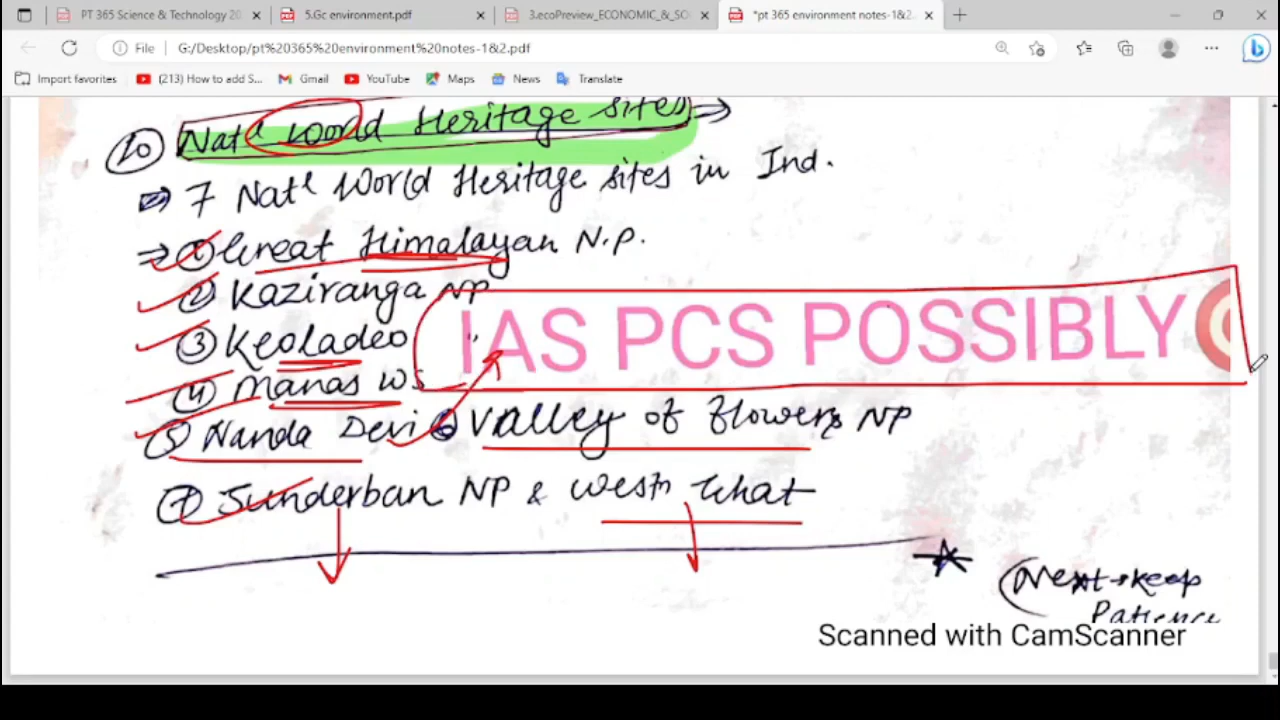 PT 365 Science & Technology 20
5.Gc environment.pdf
3.ecoPreview_ECONOMIC_&_SO
*pt 365 environment notes-1&2.
File
G:/Desktop/pt%20365%20environment%20notes-1&2.pdf
Import favorites
(213) How to add S...
Gmail
YouTube
Maps
News
Translate
10 Natl World Heritage sites →
⇒ 7 Natl World Heritage sites in Ind.
⇒ ① Great Himalayan N.P.
② Kaziranga NP
③ Keoladeo "
IAS PCS POSSIBLY
④ Manas WS
⑤ Nanda Devi & Valley of flowers NP
⑦ Sunderban NP & westn Ghat
(Next → Keep
Patience
Scanned with CamScanner